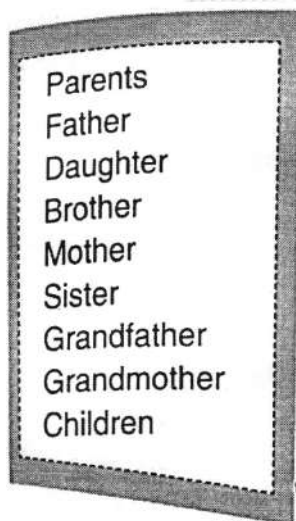 Parents
Father
Daughter
Brother
Mother
Sister
Grandfather
Grandmother
Children